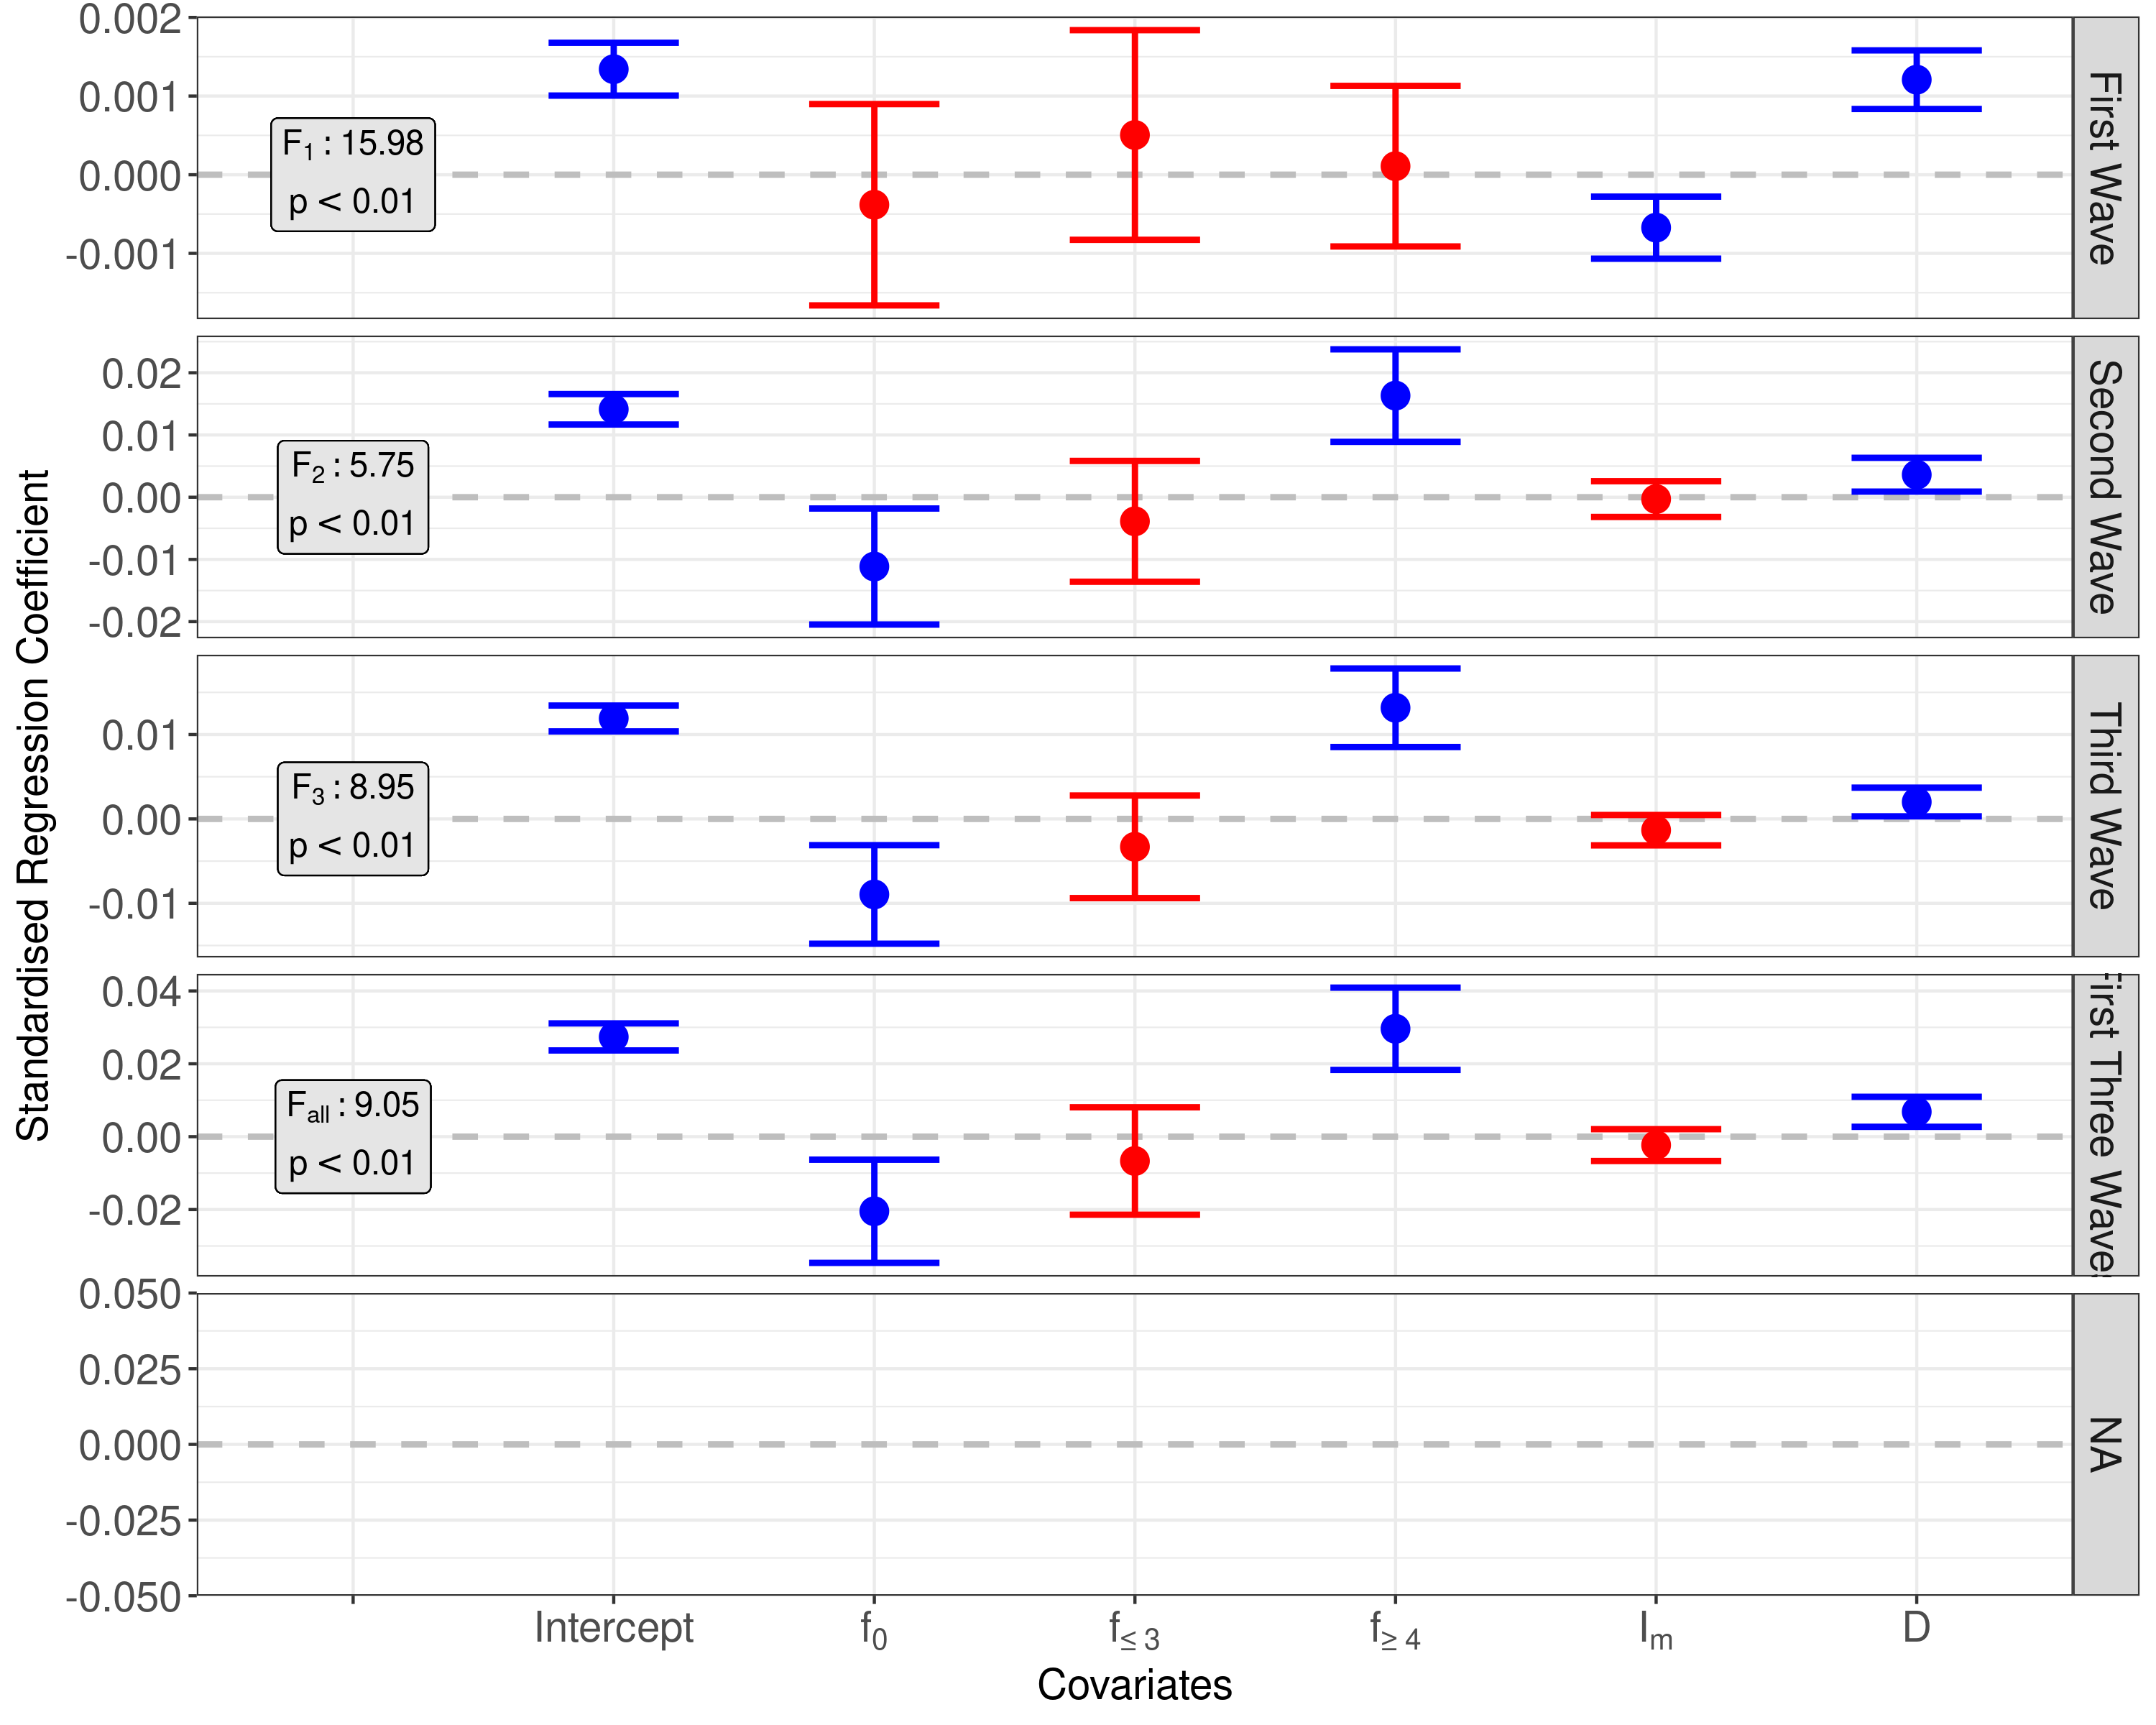 Standardised Regression Coefficient
0.002
0.001
0.000
-0.001
F₁ : 15.98
p < 0.01
First Wave
0.02
0.01
0.00
-0.01
-0.02
F₂ : 5.75
p < 0.01
Second Wave
0.01
0.00
-0.01
F₃ : 8.95
p < 0.01
Third Wave
0.04
0.02
0.00
-0.02
F_all : 9.05
p < 0.01
First Three Waves
0.050
0.025
0.000
-0.025
-0.050
NA
Intercept f₀ f≤ 3 f≥ 4 Iₘ D
Covariates